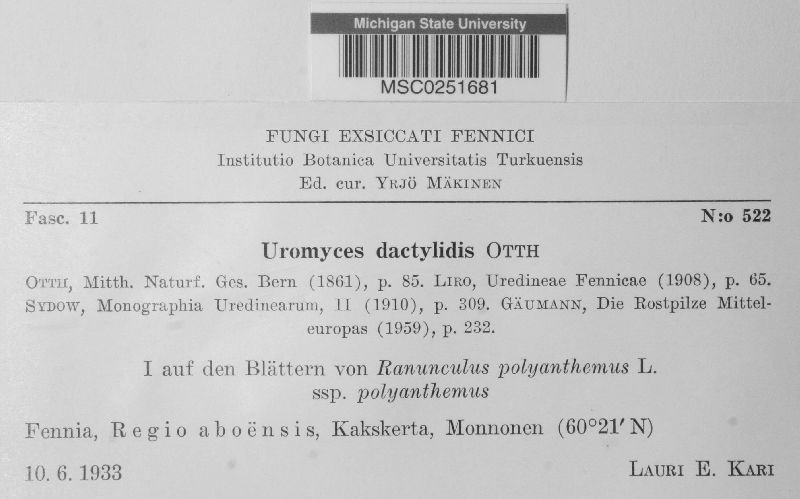 Michigan State University
MSC0251681
FUNGI EXSICCATI FENNICI
Institutio Botanica Universitatis Turkuensis
Ed. cur. YRJÖ MÄKINEN
Fasc. 11 N:o 522
Uromyces dactylidis OTTH
OTTH, Mitth. Naturf. Ges. Bern (1861), p. 85. LIRO, Uredineae Fennicae (1908), p. 65.
SYDOW, Monographia Uredinearum, II (1910), p. 309. GÄUMANN, Die Rostpilze Mittel-
europas (1959), p. 232.
I auf den Blättern von Ranunculus polyanthemus L.
ssp. polyanthemus
Fennia, Regio aboënsis, Kakskerta, Monnonen (60°21′ N)
10. 6. 1933 LAURI E. KARI